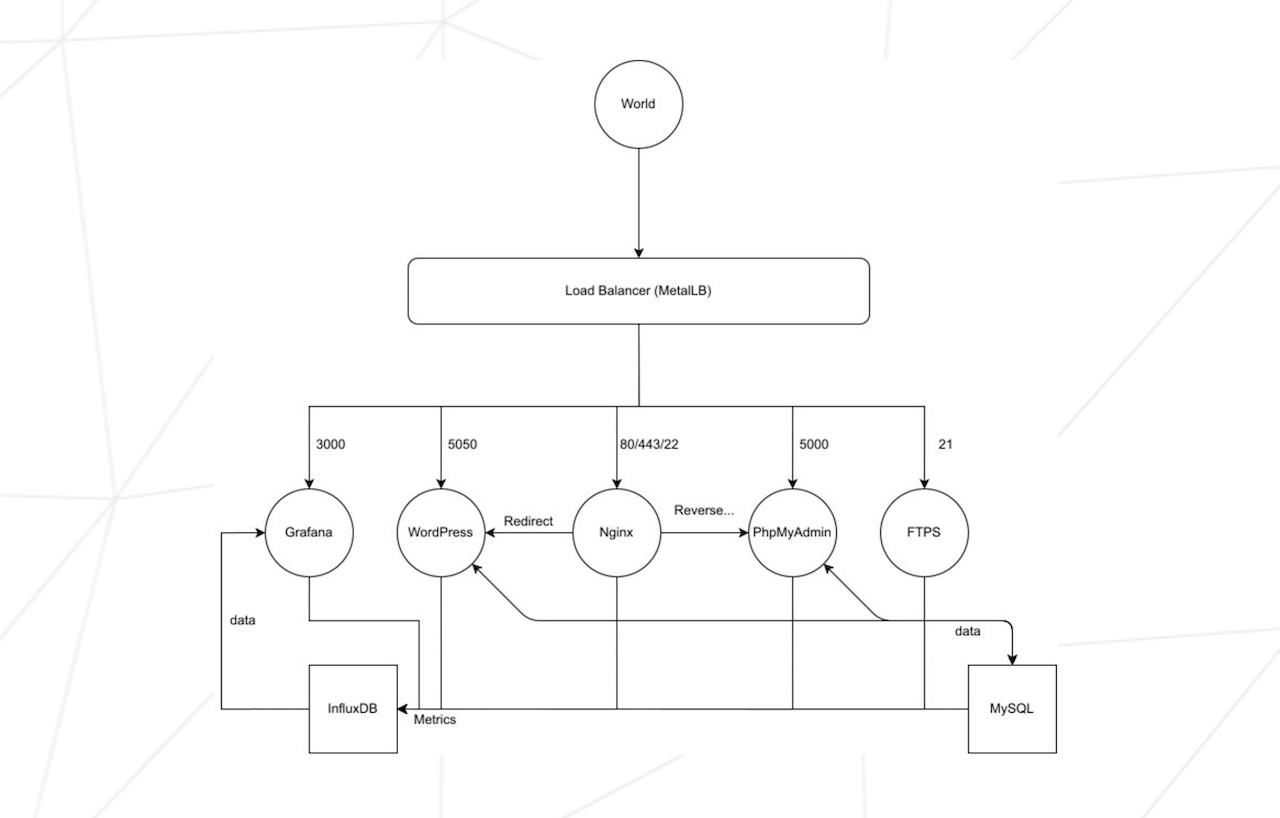 World
Load Balancer (MetalLB)
3000
5050
80/443/22
5000
21
Grafana
WordPress
Redirect
Nginx
Reverse...
PhpMyAdmin
FTPS
data
data
InfluxDB
Metrics
MySQL